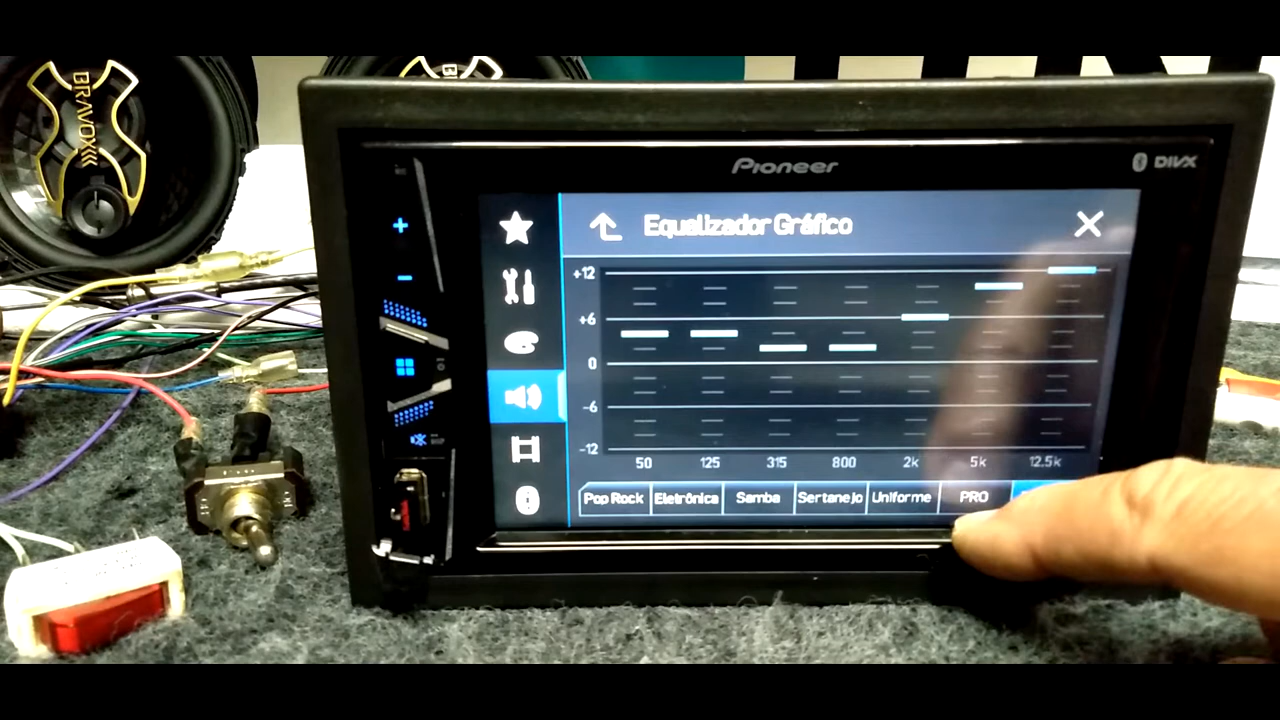 BRAVOX
Pioneer
DIVX
Equalizador Gráfico
+12
+6
0
-6
-12
50 125 315 800 2k 5k 12.5k
Pop Rock Eletrônica Samba Sertanejo Uniforme PRO